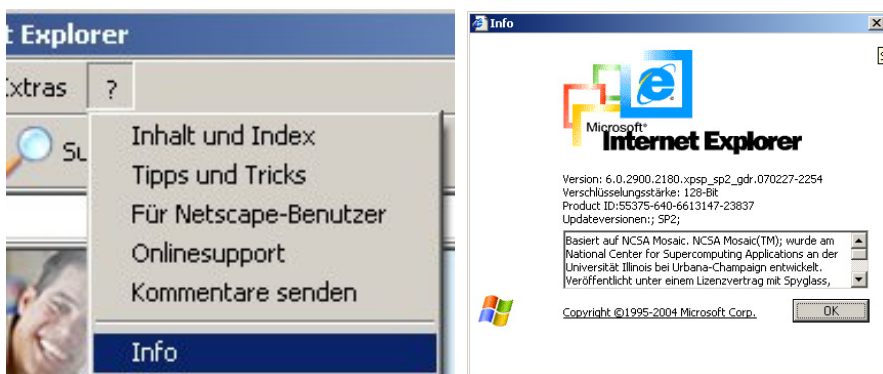 t Explorer
Extras ?
Su
Inhalt und Index
Tipps und Tricks
Für Netscape-Benutzer
Onlinesupport
Kommentare senden
Info
Info
Microsoft®
Internet Explorer
Version: 6.0.2900.2180.xpsp_sp2_gdr.070227-2254
Verschlüsselungsstärke: 128-Bit
Product ID:55375-640-6613147-23837
Updateversionen:; SP2;
Basiert auf NCSA Mosaic. NCSA Mosaic(TM); wurde am
National Center for Supercomputing Applications an der
Universität Illinois bei Urbana-Champaign entwickelt.
Veröffentlicht unter einem Lizenzvertrag mit Spyglass,
Copyright ©1995-2004 Microsoft Corp.
OK